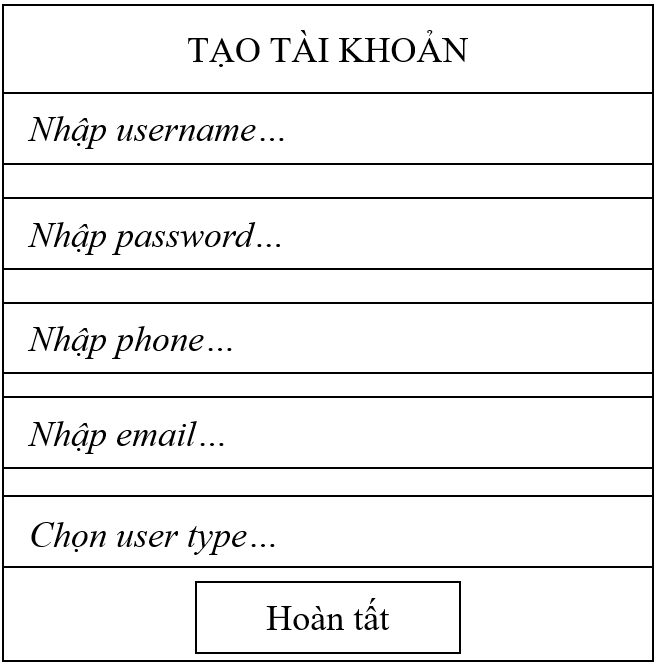 TẠO TÀI KHOẢN
Nhập username…
Nhập password…
Nhập phone…
Nhập email…
Chọn user type…
Hoàn tất